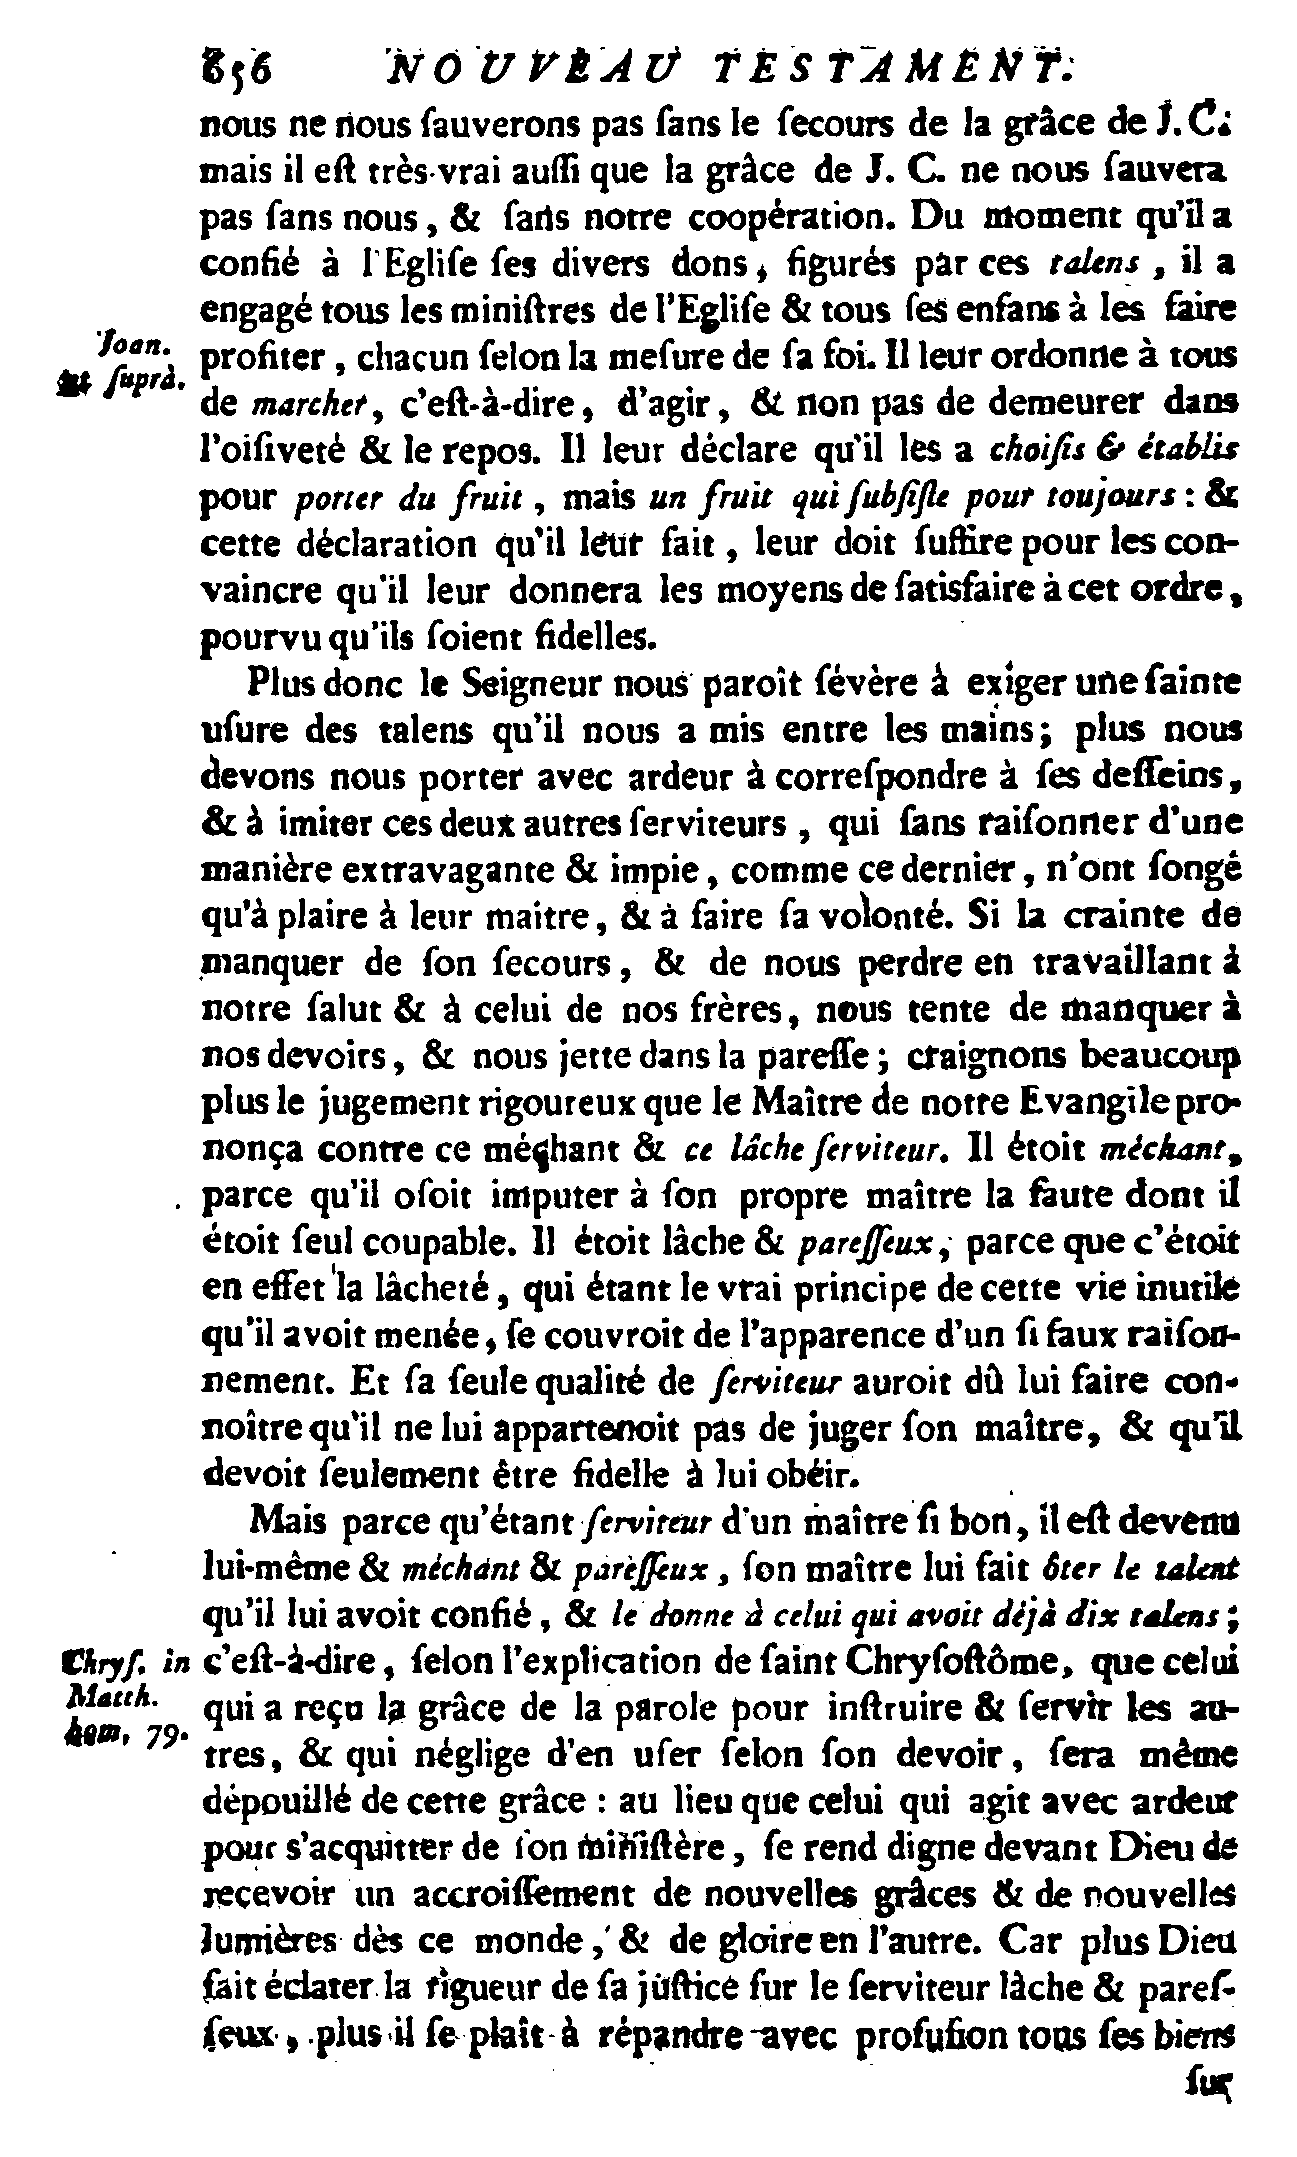 656 NOUVEAU TESTAMENT.
nous ne nous ſauverons pas ſans le ſecours de la grâce de J. C.
mais il eſt très-vrai auſſi que la grâce de J. C. ne nous ſauvera
pas ſans nous, & ſans notre coopération. Du moment qu'il a
confié à l'Egliſe ſes divers dons, figurés par ces talens, il a
engagé tous les miniſtres de l'Egliſe & tous ſes enfans à les faire
Joan.
profiter, chacun ſelon la meſure de ſa foi. Il leur ordonne à tous
ut ſuprà.
de marcher, c'eſt-à-dire, d'agir, & non pas de demeurer dans
l'oiſiveté & le repos. Il leur déclare qu'il les a choiſis & établis
pour porter du fruit, mais un fruit qui ſubſiſte pour toujours : &
cette déclaration qu'il leur fait, leur doit ſuffire pour les con-
vaincre qu'il leur donnera les moyens de ſatisfaire à cet ordre,
pourvu qu'ils ſoient fidelles.
Plus donc le Seigneur nous paroît ſévère à exiger une ſainte
uſure des talens qu'il nous a mis entre les mains; plus nous
devons nous porter avec ardeur à correſpondre à ſes deſſeins,
& à imiter ces deux autres ſerviteurs, qui ſans raiſonner d'une
manière extravagante & impie, comme ce dernier, n'ont ſongé
qu'à plaire à leur maitre, & à faire ſa volonté. Si la crainte de
manquer de ſon ſecours, & de nous perdre en travaillant à
notre ſalut & à celui de nos frères, nous tente de manquer à
nos devoirs, & nous jette dans la pareſſe; craignons beaucoup
plus le jugement rigoureux que le Maître de notre Evangile pro-
nonça contre ce méchant & ce lâche ſerviteur. Il étoit méchant,
parce qu'il oſoit imputer à ſon propre maître la faute dont il
étoit ſeul coupable. Il étoit lâche & pareſſeux, parce que c'étoit
en effet la lâcheté, qui étant le vrai principe de cette vie inutile
qu'il avoit menée, ſe couvroit de l'apparence d'un ſi faux raiſon-
nement. Et ſa ſeule qualité de ſerviteur auroit dû lui faire con-
noître qu'il ne lui appartenoit pas de juger ſon maître, & qu'il
devoit ſeulement être fidelle à lui obéir.
Mais parce qu'étant ſerviteur d'un maître ſi bon, il eſt devenu
lui-même & méchant & pareſſeux, ſon maître lui fait ôter le talent
qu'il lui avoit confié, & le donne à celui qui avoit déjà dix talens;
Chryſ. in
c'eſt-à-dire, ſelon l'explication de ſaint Chryſoſtôme, que celui
Matth.
qui a reçu la grâce de la parole pour inſtruire & ſervir les au-
hom, 79.
tres, & qui néglige d'en uſer ſelon ſon devoir, ſera même
dépouillé de cette grâce : au lieu que celui qui agit avec ardeur
pour s'acquitter de ſon miniſtère, ſe rend digne devant Dieu de
recevoir un accroiſſement de nouvelles grâces & de nouvelles
lumières dès ce monde, & de gloire en l'autre. Car plus Dieu
fait éclater la rigueur de ſa juſtice ſur le ſerviteur lâche & pareſ-
ſeux, plus il ſe plaît à répandre avec profuſion tous ſes biens
ſur